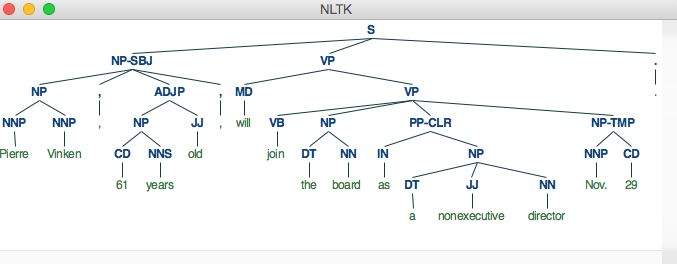 NLTK
S
NP-SBJ VP .
NP , ADJP , MD VP .
NNP NNP , NP JJ , will VB NP PP-CLR NP-TMP
Pierre Vinken CD NNS old join DT NN IN NP NNP CD
61 years the board as DT JJ NN Nov. 29
a nonexecutive director